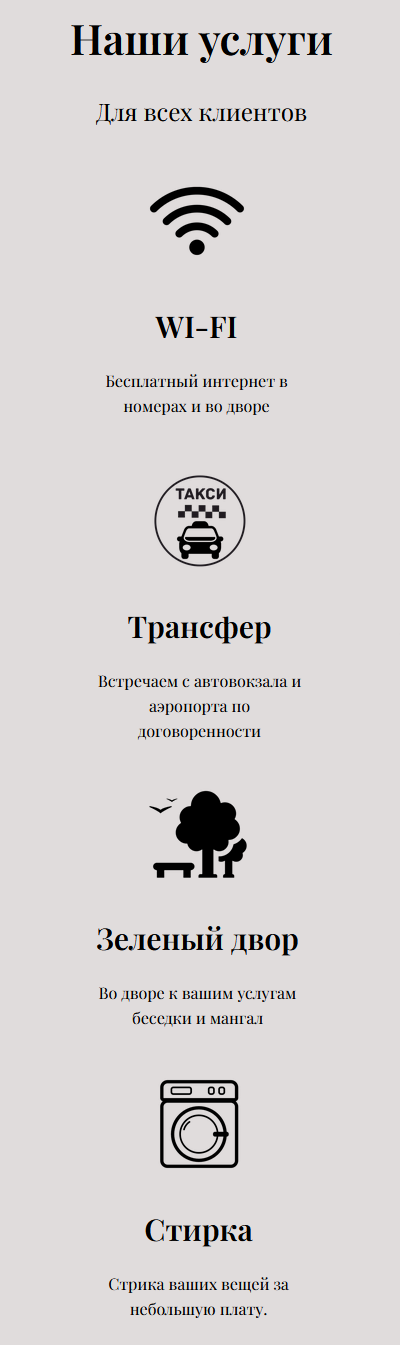 Наши услуги
Для всех клиентов
WI-FI
Бесплатный интернет в
номерах и во дворе
ТАКСИ
Трансфер
Встречаем с автовокзала и
аэропорта по
договоренности
Зеленый двор
Во дворе к вашим услугам
беседки и мангал
Стирка
Стрика ваших вещей за
небольшую плату.